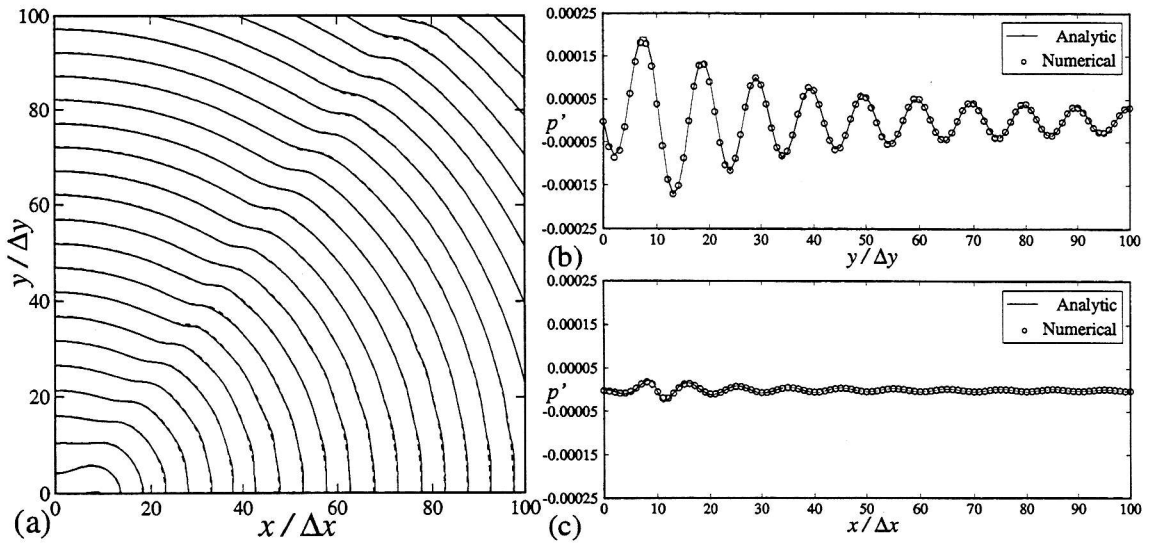 100
80
60
40
20
0
y / Δy
0 20 40 60 80 100
(a)
x / Δx
0.00025
0.00015
0.00005
p'
-0.00005
-0.00015
-0.00025
Analytic
Numerical
0 10 20 30 40 50 60 70 80 90 100
(b)
y / Δy
0.00025
0.00015
0.00005
p'
-0.00005
-0.00015
-0.00025
Analytic
Numerical
0 10 20 30 40 50 60 70 80 90 100
(c)
x / Δx